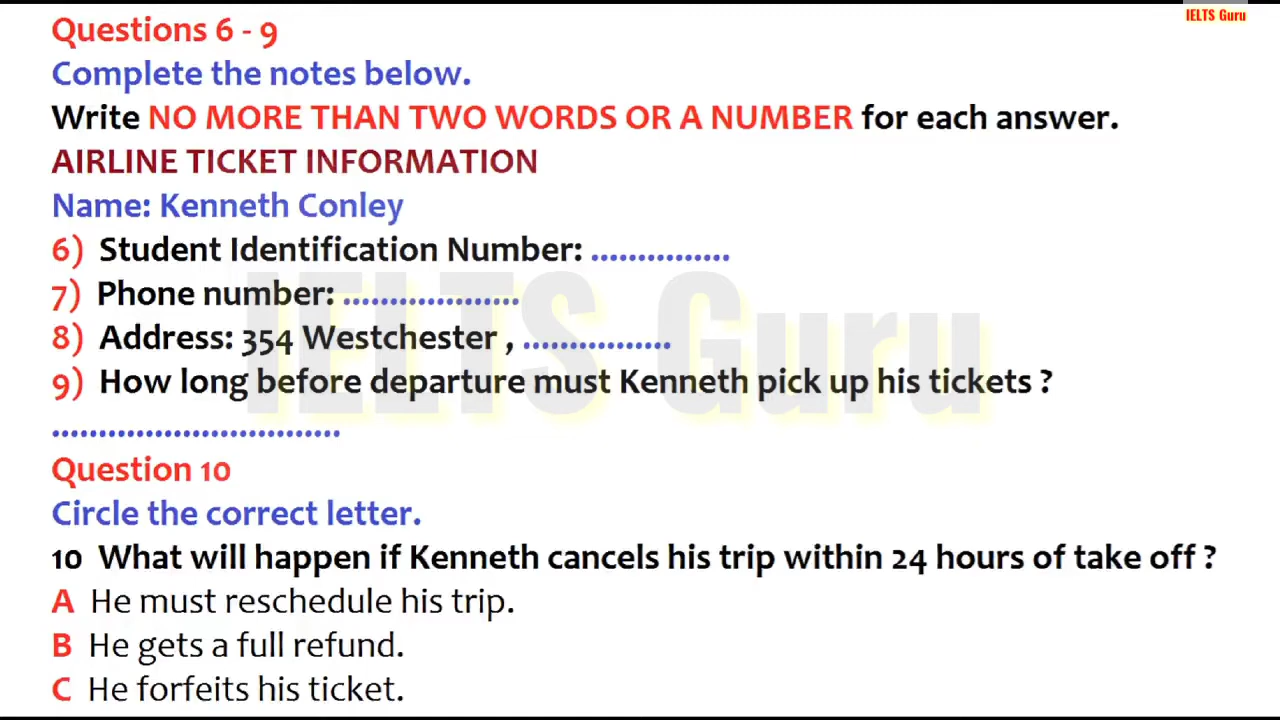 IELTS Guru
Questions 6 - 9
Complete the notes below.
Write NO MORE THAN TWO WORDS OR A NUMBER for each answer.
AIRLINE TICKET INFORMATION
Name: Kenneth Conley
6) Student Identification Number: ...............
7) Phone number: ...................
8) Address: 354 Westchester , ................
9) How long before departure must Kenneth pick up his tickets ?
...............................
IELTS Guru
Question 10
Circle the correct letter.
10 What will happen if Kenneth cancels his trip within 24 hours of take off ?
A He must reschedule his trip.
B He gets a full refund.
C He forfeits his ticket.